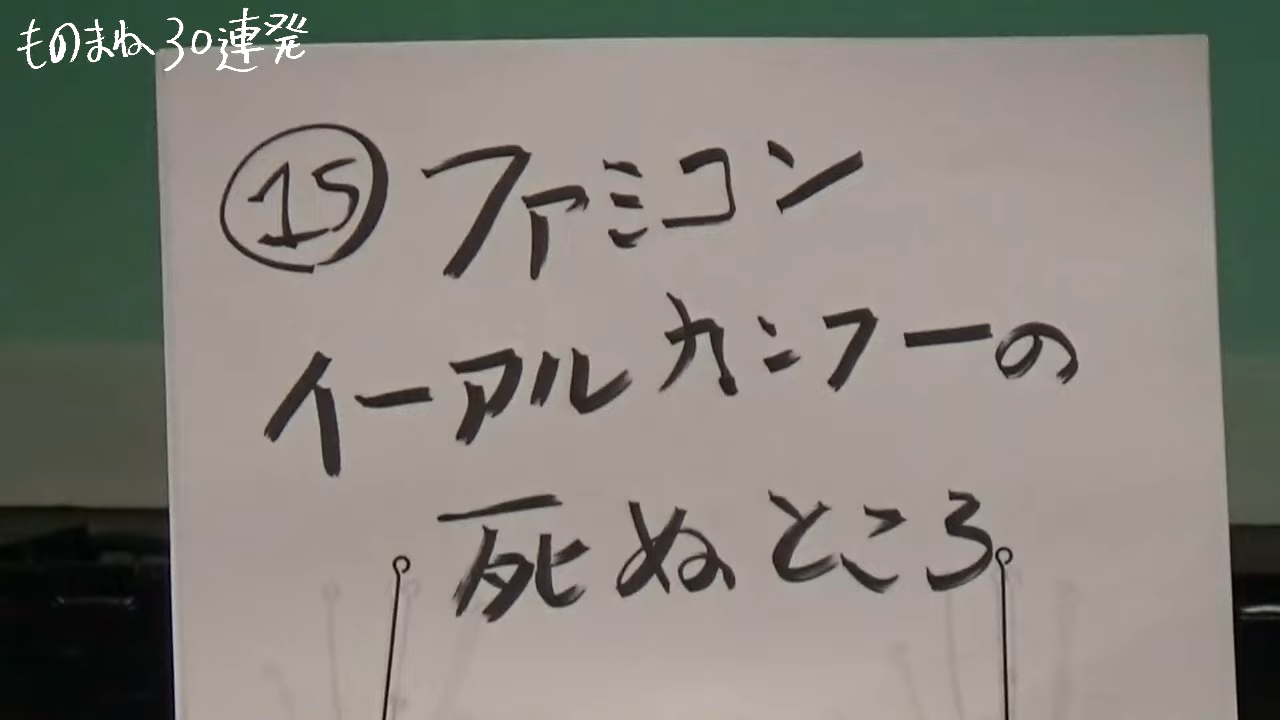 ものまね30連発
⑮ファミコン
イーアルカンフーの
死ぬところ